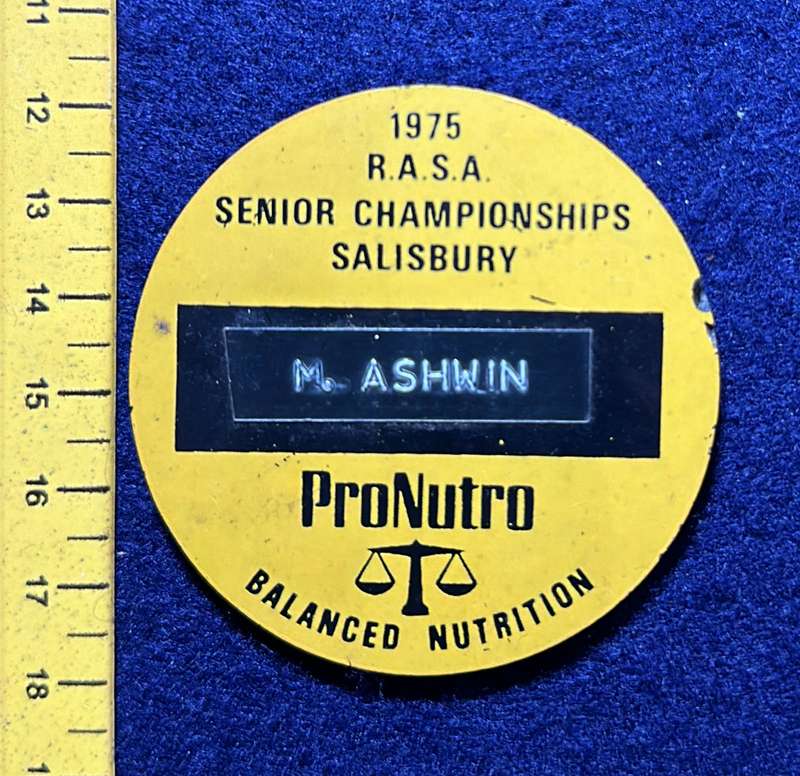 11
12
13
14
15
16
17
18
1975
R.A.S.A.
SENIOR CHAMPIONSHIPS
SALISBURY
M. ASHWIN
ProNutro
BALANCED NUTRITION